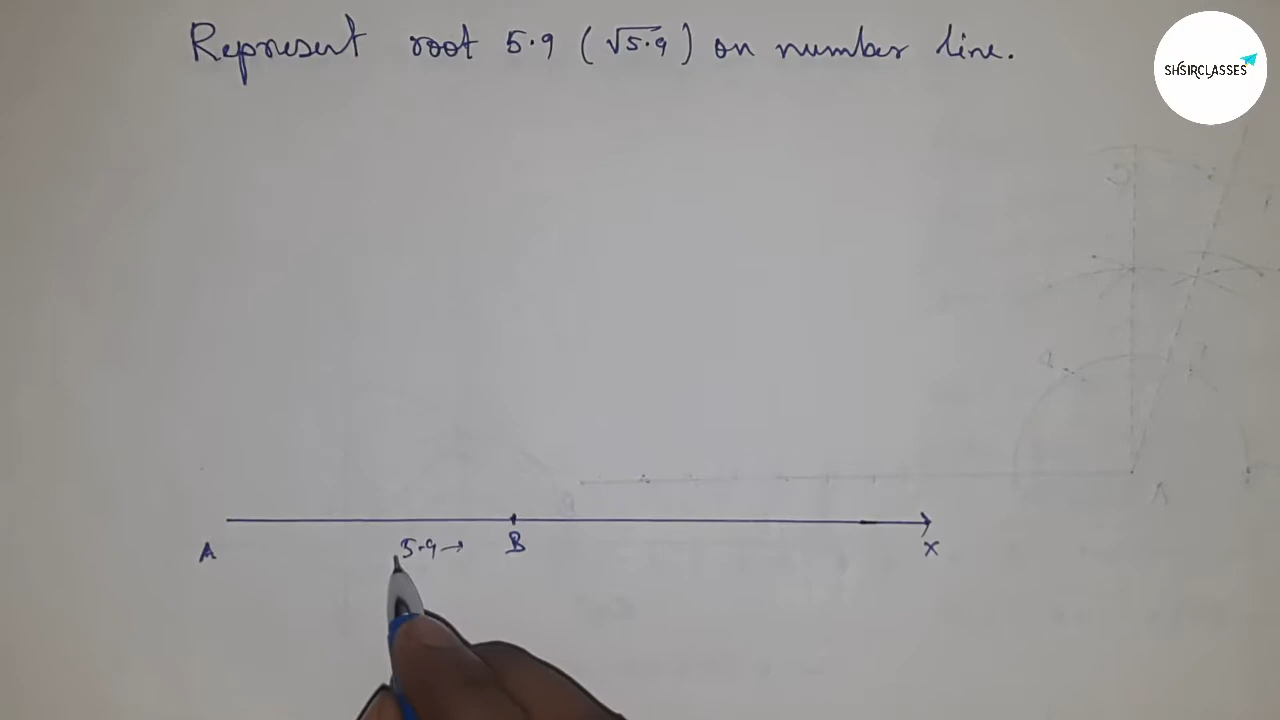 Represent root 5.9 (√5.9) on number line.
SHSIRCLASSES
A 5.9→ B X